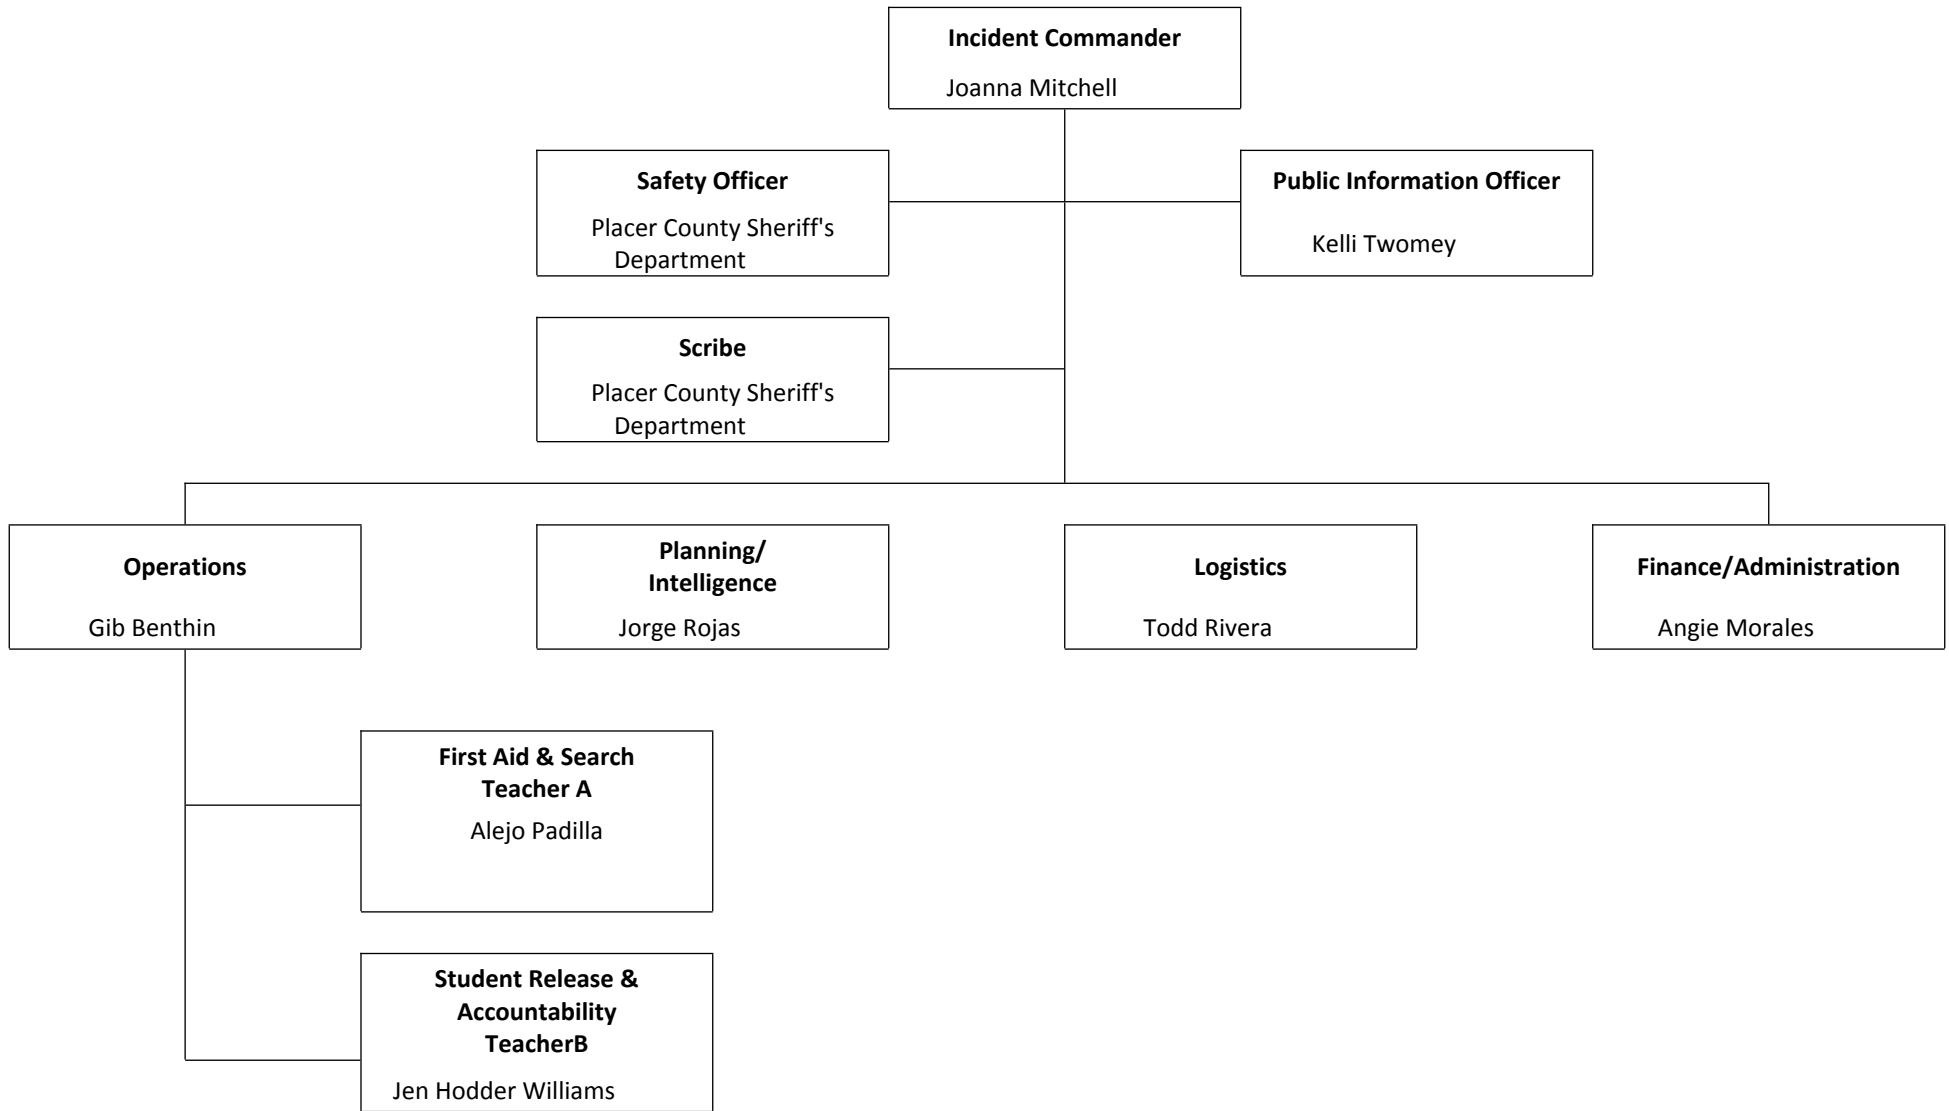 Incident Commander
Joanna Mitchell
Safety Officer
Placer County Sheriff's
Department
Public Information Officer
Kelli Twomey
Scribe
Placer County Sheriff's
Department
Operations
Gib Benthin
Planning/
Intelligence
Jorge Rojas
Logistics
Todd Rivera
Finance/Administration
Angie Morales
First Aid & Search
Teacher A
Alejo Padilla
Student Release &
Accountability
TeacherB
Jen Hodder Williams